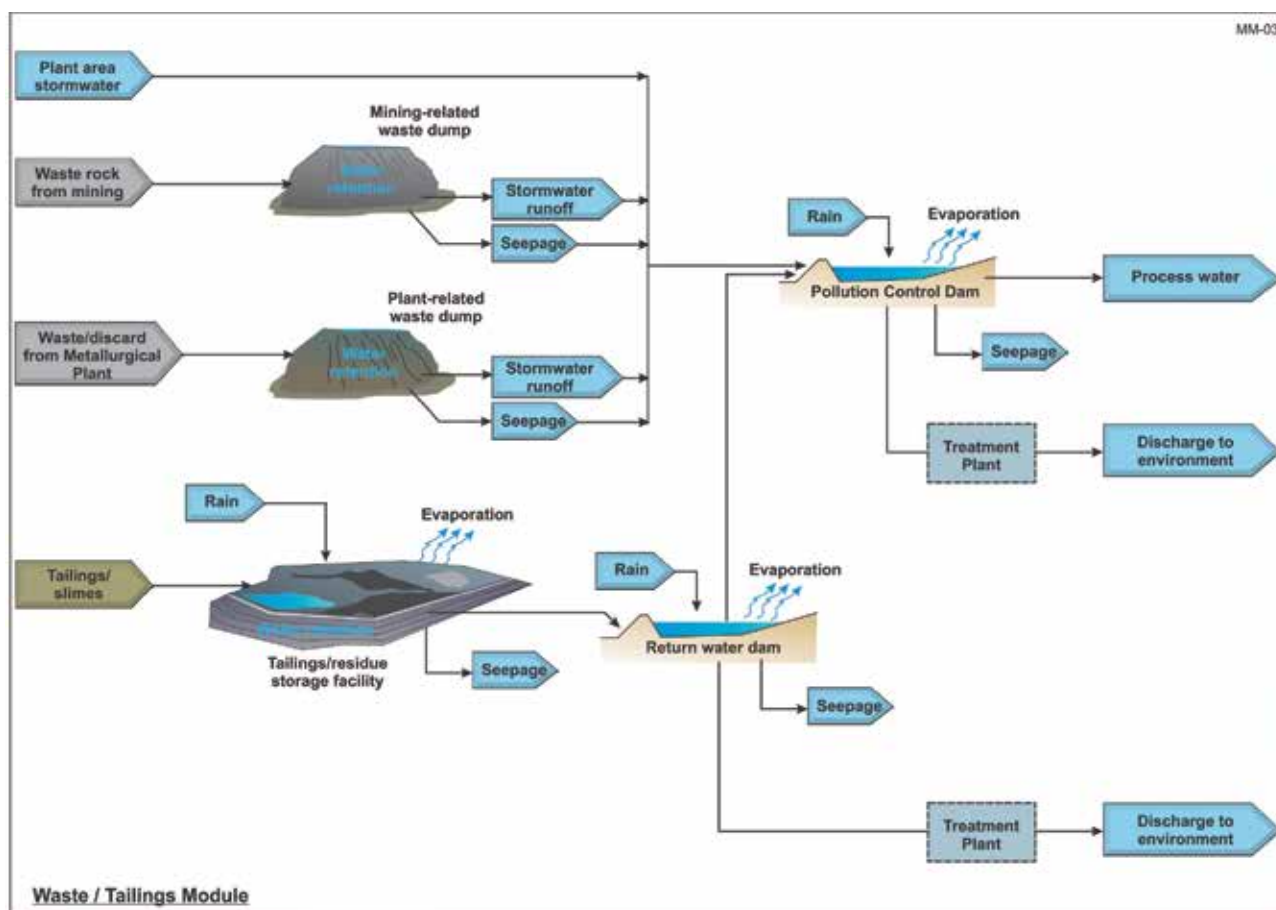 MM-03
Plant area
stormwater
Mining-related
waste dump
Waste rock
from mining
Water
retention
Stormwater
runoff
Seepage
Rain
Evaporation
Pollution Control Dam
Process water
Seepage
Plant-related
waste dump
Waste/discard
from Metallurgical
Plant
Water
retention
Stormwater
runoff
Seepage
Treatment
Plant
Discharge to
environment
Rain
Evaporation
Tailings/
slimes
Tailings/residue
storage facility
Seepage
Rain
Evaporation
Return water dam
Seepage
Treatment
Plant
Discharge to
environment
Waste / Tailings Module